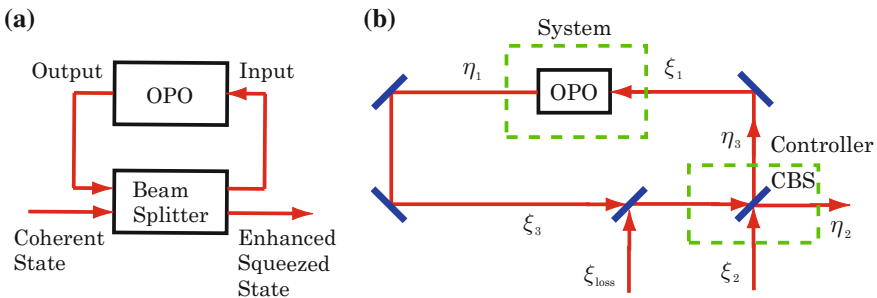 (a)
Output
Input
OPO
Beam
Splitter
Coherent
State
Enhanced
Squeezed
State
(b)
System
η₁
OPO
ξ₁
η₃
Controller
CBS
ξ₃
η₂
ξ_loss
ξ₂